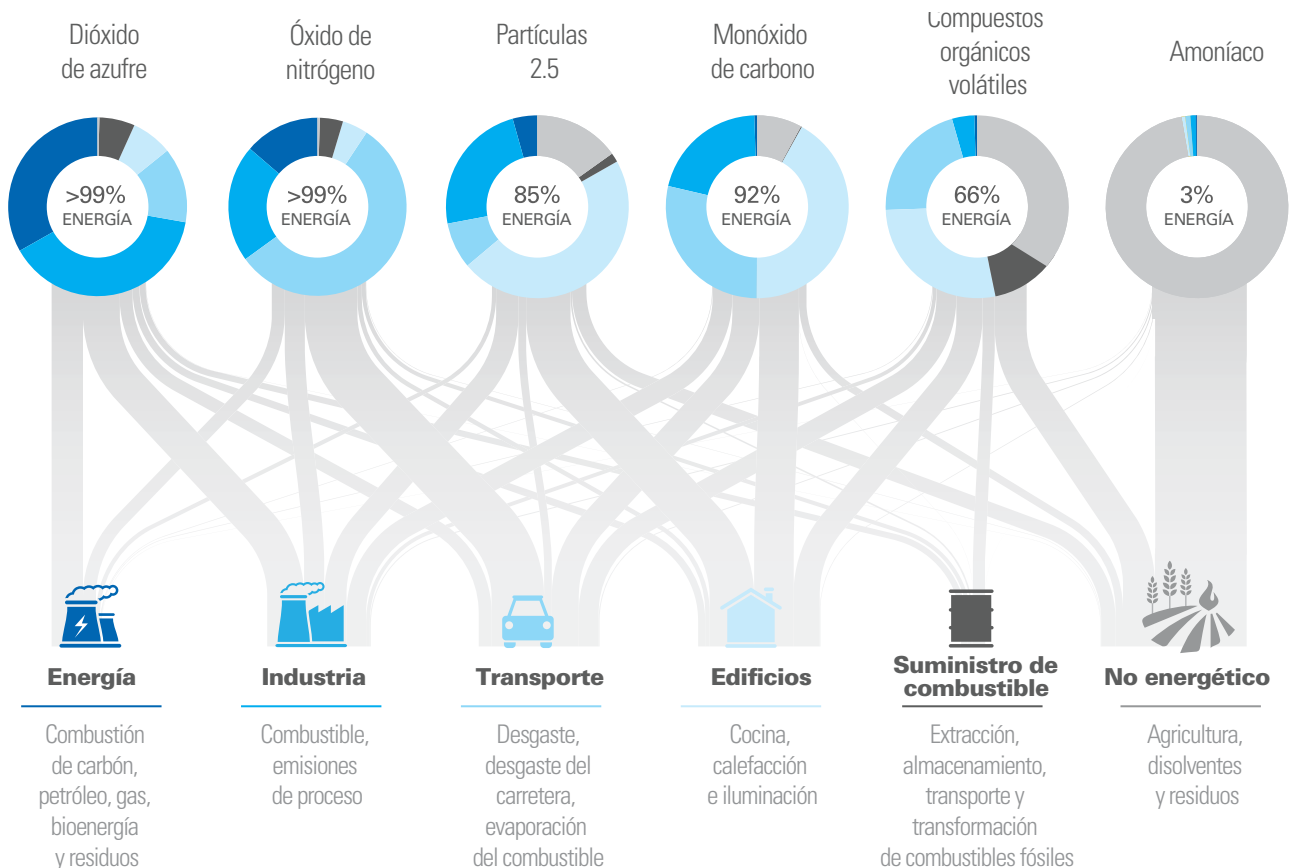 Dióxido
de azufre
Óxido de
nitrógeno
Partículas
2.5
Monóxido
de carbono
Compuestos
orgánicos
volátiles
Amoníaco
>99%
ENERGÍA
>99%
ENERGÍA
85%
ENERGÍA
92%
ENERGÍA
66%
ENERGÍA
3%
ENERGÍA
Energía
Combustión
de carbón,
petróleo, gas,
bioenergía
y residuos
Industria
Combustible,
emisiones
de proceso
Transporte
Desgaste,
desgaste del
carretera,
evaporación
del combustible
Edificios
Cocina,
calefacción
e iluminación
Suministro de
combustible
Extracción,
almacenamiento,
transporte y
transformación
de combustibles fósiles
No energético
Agricultura,
disolventes
y residuos